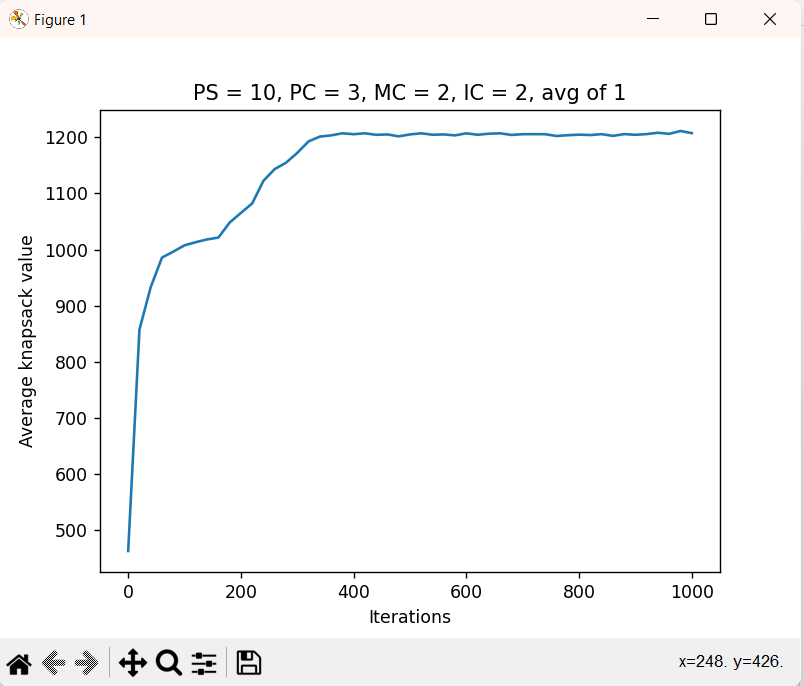 Figure 1
PS = 10, PC = 3, MC = 2, IC = 2, avg of 1
1200
1100
1000
900
800
700
600
500
Average knapsack value
0 200 400 600 800 1000
Iterations
x=248. y=426.